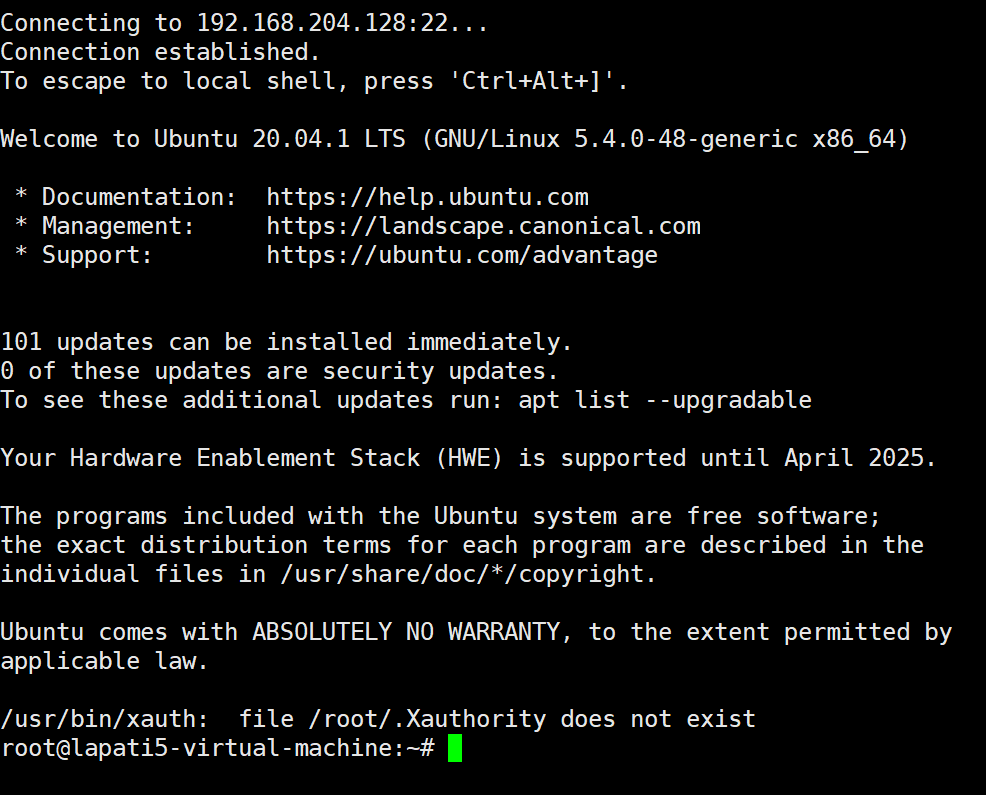 Connecting to 192.168.204.128:22...
Connection established.
To escape to local shell, press 'Ctrl+Alt+]'.
Welcome to Ubuntu 20.04.1 LTS (GNU/Linux 5.4.0-48-generic x86_64)
* Documentation:  https://help.ubuntu.com
* Management:     https://landscape.canonical.com
* Support:        https://ubuntu.com/advantage
101 updates can be installed immediately.
0 of these updates are security updates.
To see these additional updates run: apt list --upgradable
Your Hardware Enablement Stack (HWE) is supported until April 2025.
The programs included with the Ubuntu system are free software;
the exact distribution terms for each program are described in the
individual files in /usr/share/doc/*/copyright.
Ubuntu comes with ABSOLUTELY NO WARRANTY, to the extent permitted by
applicable law.
/usr/bin/xauth:  file /root/.Xauthority does not exist
root@lapati5-virtual-machine:~#